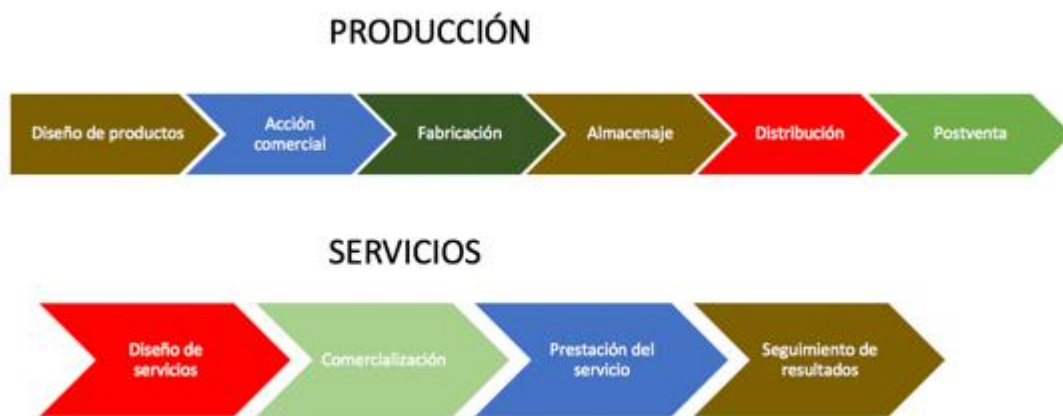 PRODUCCIÓN
Diseño de productos
Acción
comercial
Fabricación
Almacenaje
Distribución
Postventa
SERVICIOS
Diseño de
servicios
Comercialización
Prestación del
servicio
Seguimiento de
resultados